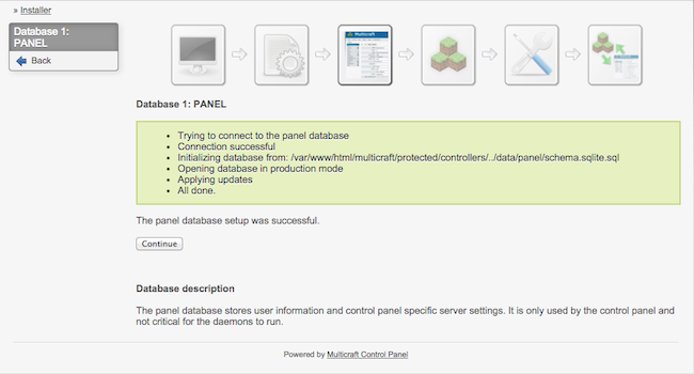 » Installer
Database 1:
PANEL
Back
Multicraft
Database 1: PANEL
• Trying to connect to the panel database
• Connection successful
• Initializing database from: /var/www/html/multicraft/protected/controllers/../data/panel/schema.sqlite.sql
• Opening database in production mode
• Applying updates
• All done.
The panel database setup was successful.
Continue
Database description
The panel database stores user information and control panel specific server settings. It is only used by the control panel and
not critical for the daemons to run.
Powered by Multicraft Control Panel